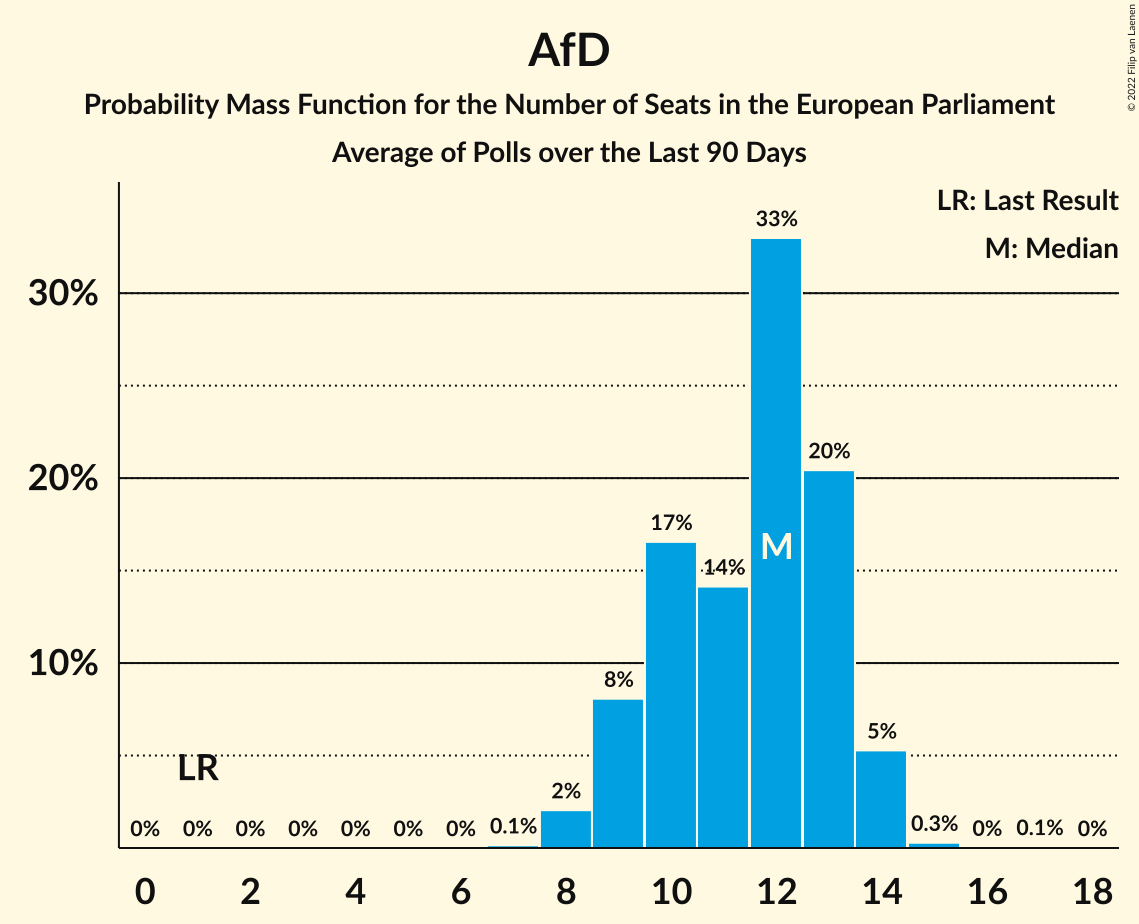 AfD
Probability Mass Function for the Number of Seats in the European Parliament
Average of Polls over the Last 90 Days
© 2022 Filip van Laenen
LR: Last Result
M: Median
30%
20%
10%
33%
20%
17%
14%
M
8%
5%
LR
2%
0% 0% 0% 0% 0% 0% 0% 0.1% 0.3% 0% 0.1% 0%
0 2 4 6 8 10 12 14 16 18